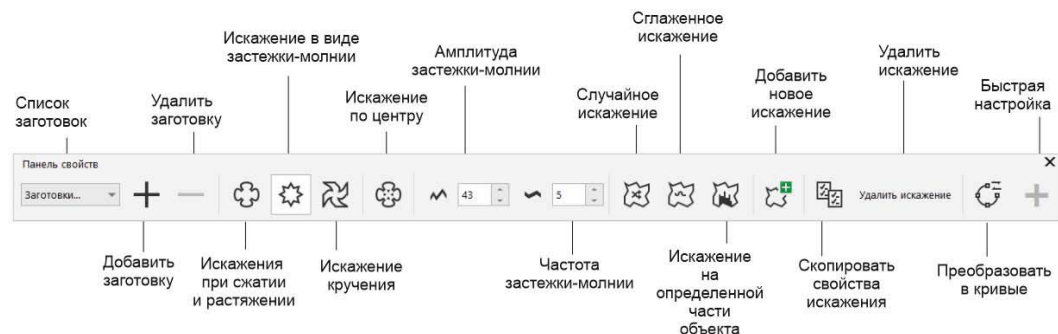 Сглаженное
искажение
Искажение в виде
застежки-молнии
Амплитуда
застежки-молнии
Удалить
искажение
Список
заготовок
Удалить
заготовку
Искажение
по центру
Случайное
искажение
Добавить
новое
искажение
Быстрая
настройка
Панель свойств
Заготовки...
43
5
Удалить искажение
Добавить
заготовку
Искажения
при сжатии
и растяжении
Искажение
кручения
Частота
застежки-молнии
Искажение
на
определенной
части
объекта
Скопировать
свойства
искажения
Преобразовать
в кривые